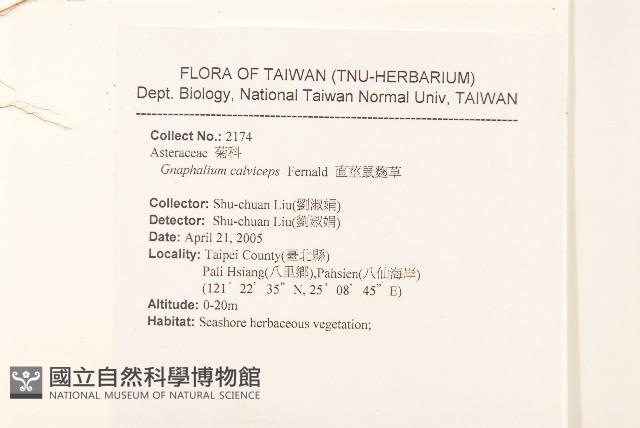 FLORA OF TAIWAN (TNU-HERBARIUM)
Dept. Biology, National Taiwan Normal Univ, TAIWAN
Collect No.: 2174
Asteraceae 菊科
Gnaphalium calviceps Fernald 直莖鼠麴草
Collector: Shu-chuan Liu(劉淑娟)
Detector: Shu-chuan Liu(劉淑娟)
Date: April 21, 2005
Locality: Taipei County(臺北縣)
Pali Hsiang(八里鄉),Pahsien(八仙海岸)
(121° 22’ 35” N, 25° 08’ 45” E)
Altitude: 0-20m
Habitat: Seashore herbaceous vegetation;
國立自然科學博物館
NATIONAL MUSEUM OF NATURAL SCIENCE